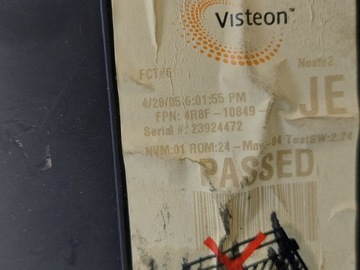 Visteon™
FCT#6 Nest#2
4/20/05 6:01:55 PM
FPN: 4R8F-10849- JE
Serial #: 23924472
NVM:01 ROM:24-May-04 TestSW:2.24
PASSED